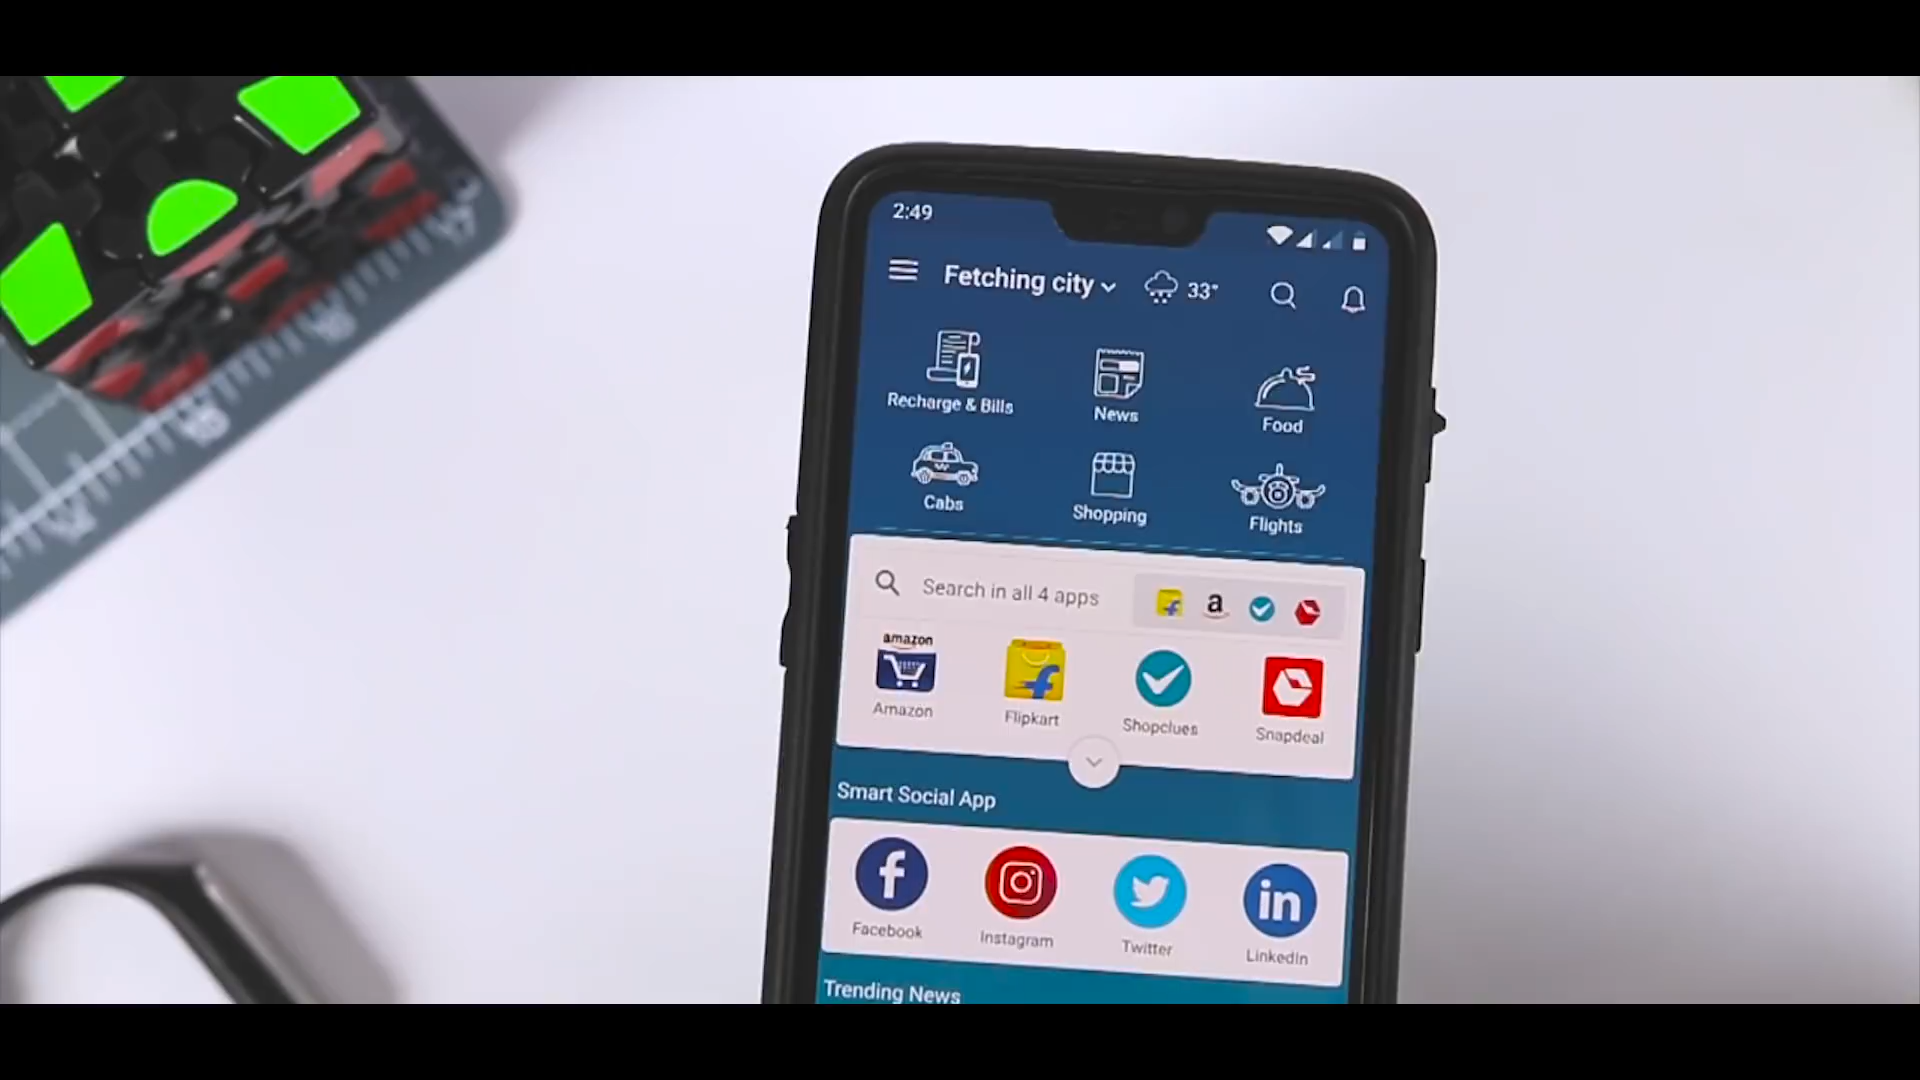 2:49
Fetching city
33°
Recharge & Bills
News
Food
Cabs
Shopping
Flights
Search in all 4 apps
a
amazon
Amazon
Flipkart
Shopclues
Snapdeal
Smart Social App
f
in
Facebook
Instagram
Twitter
LinkedIn
Trending News